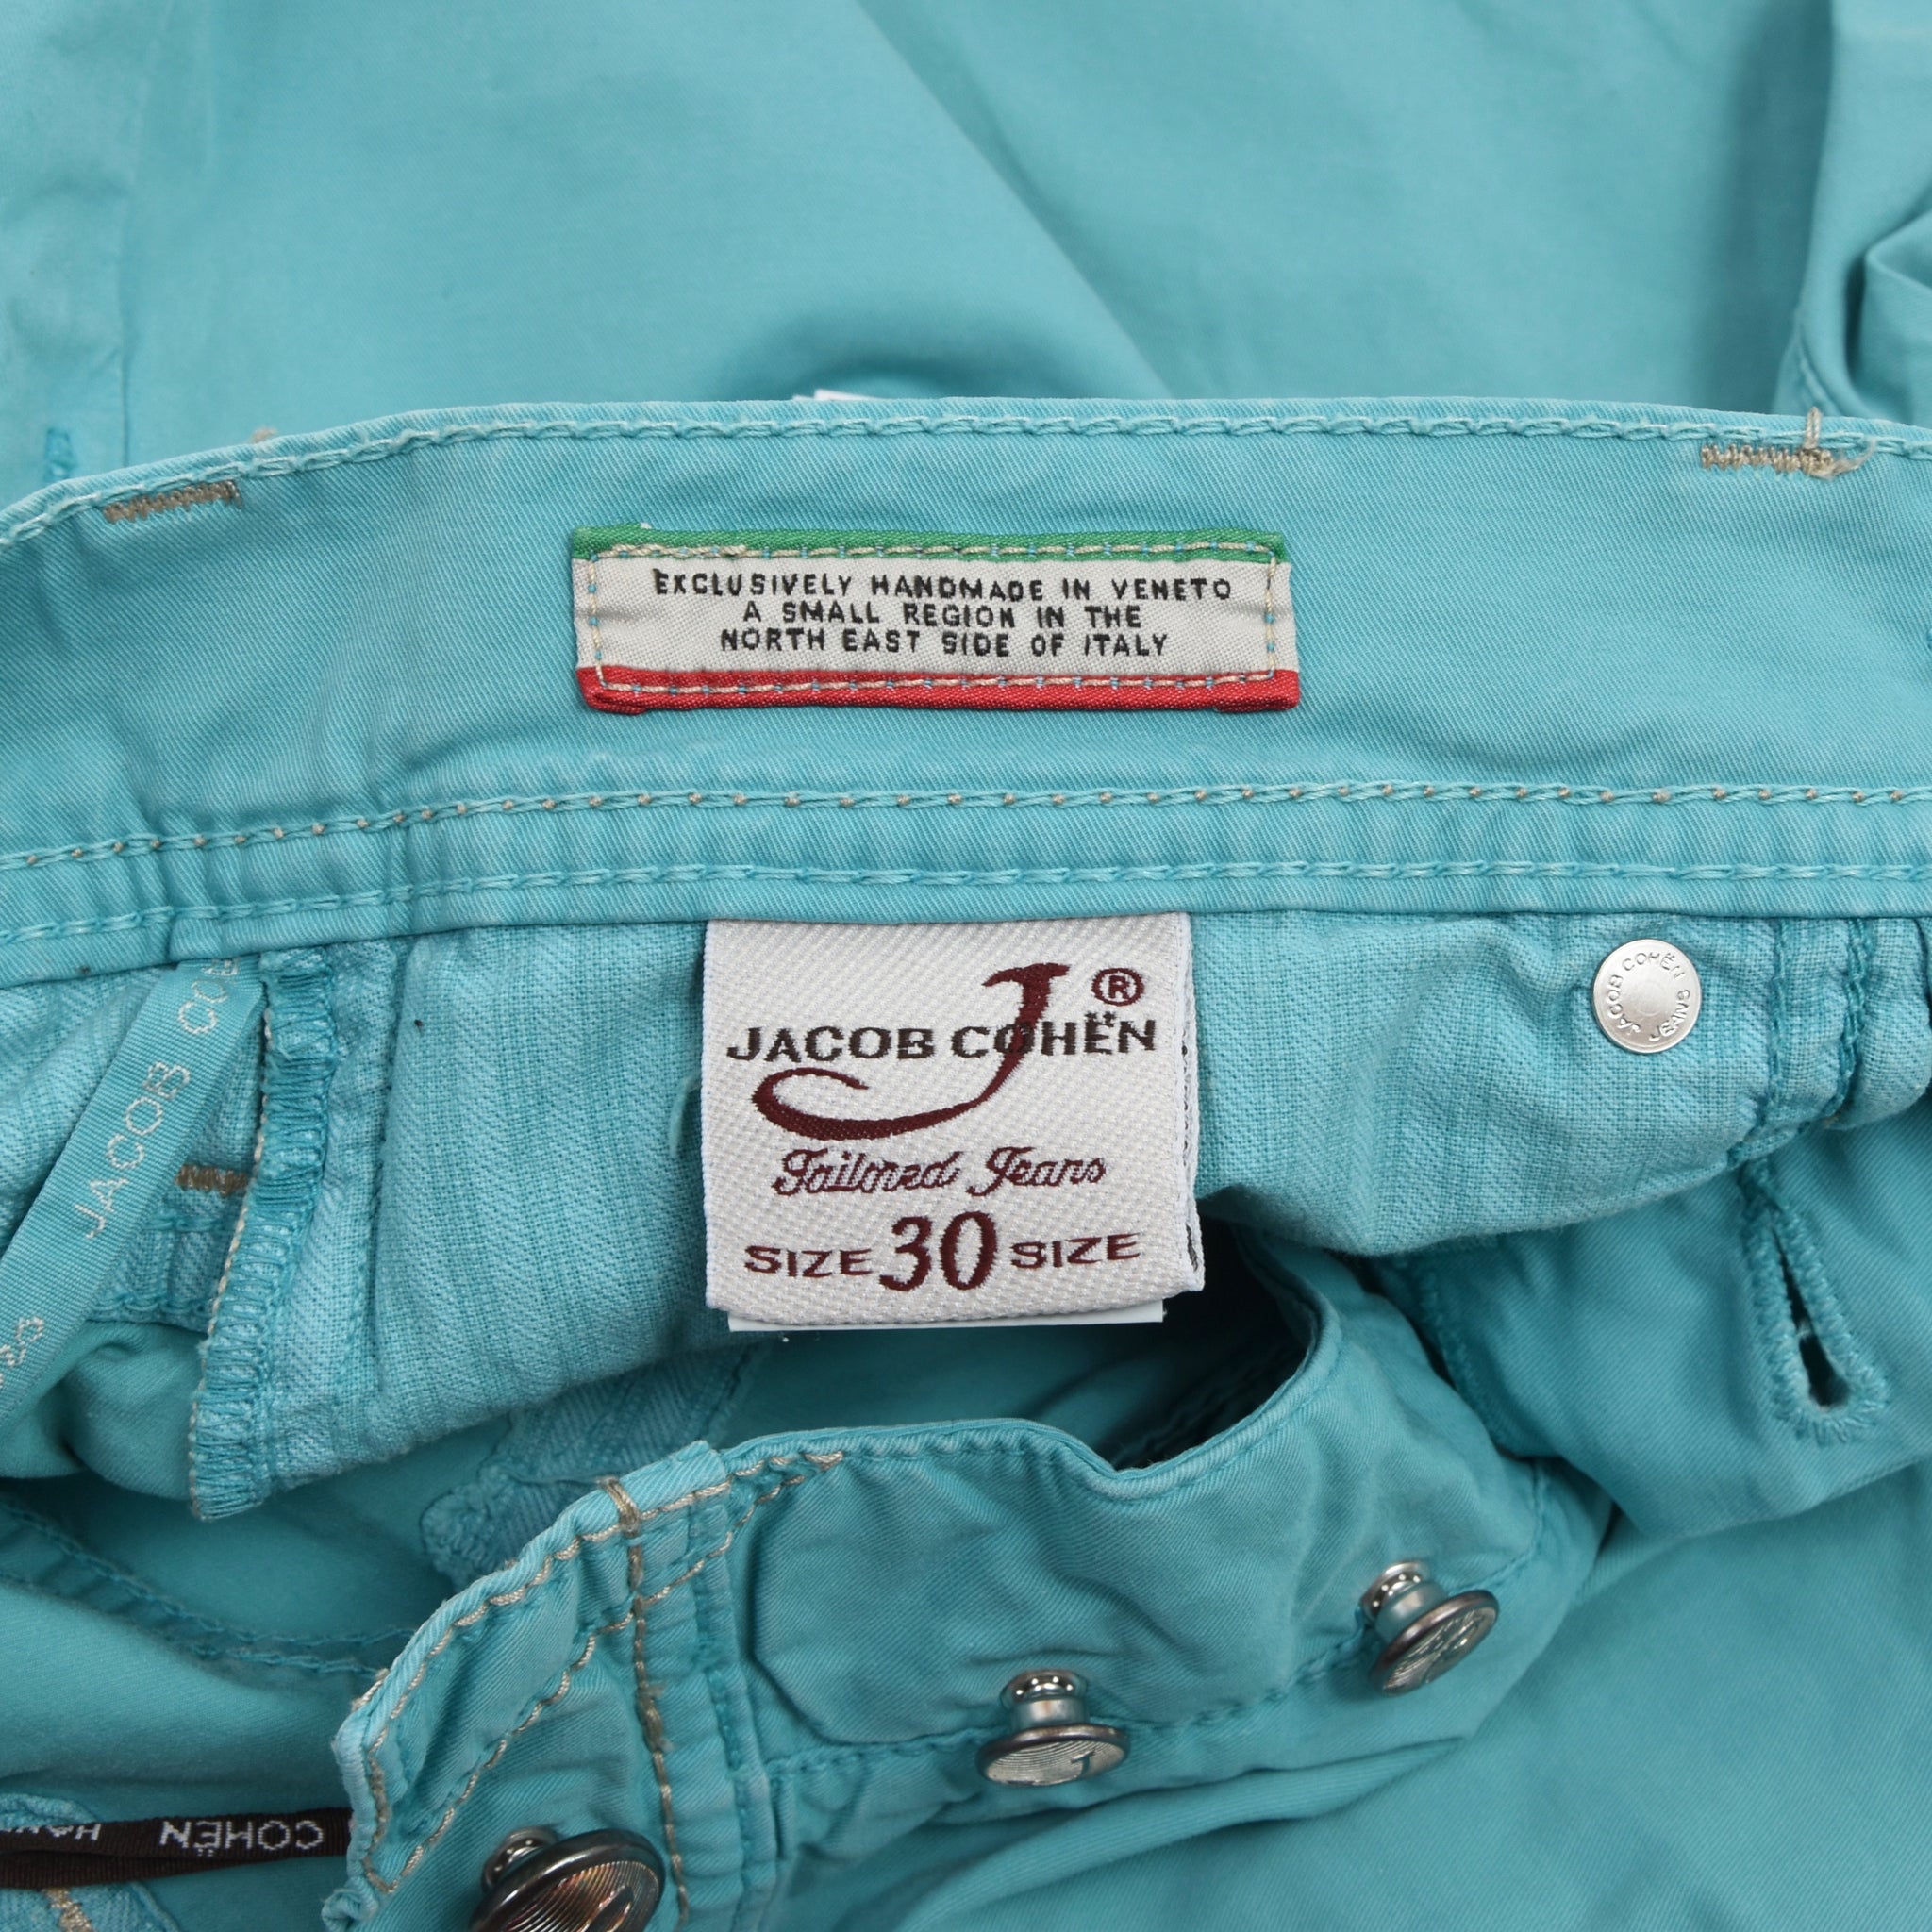 EXCLUSIVELY HANDMADE IN VENETO
A SMALL REGION IN THE
NORTH EAST SIDE OF ITALY
J ®
JACOB COHËN
Tailored Jeans
SIZE 30 SIZE
JACOB COHËN
JEANS
JACOB
COHËN
J